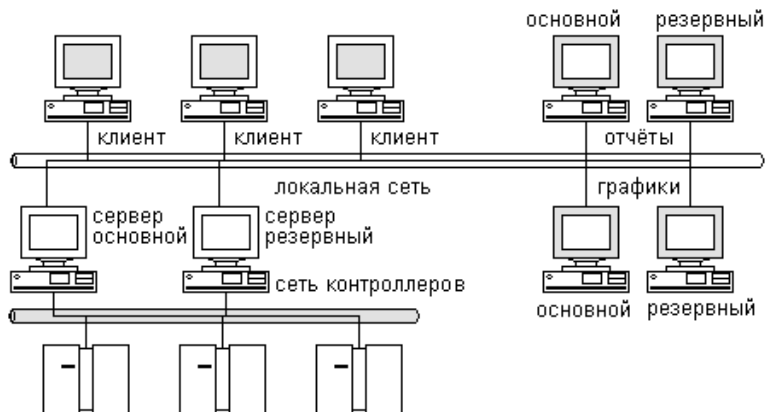 основной резервный
клиент клиент клиент отчёты
локальная сеть графики
сервер
основной
сервер
резервный
сеть контроллеров
основной резервный